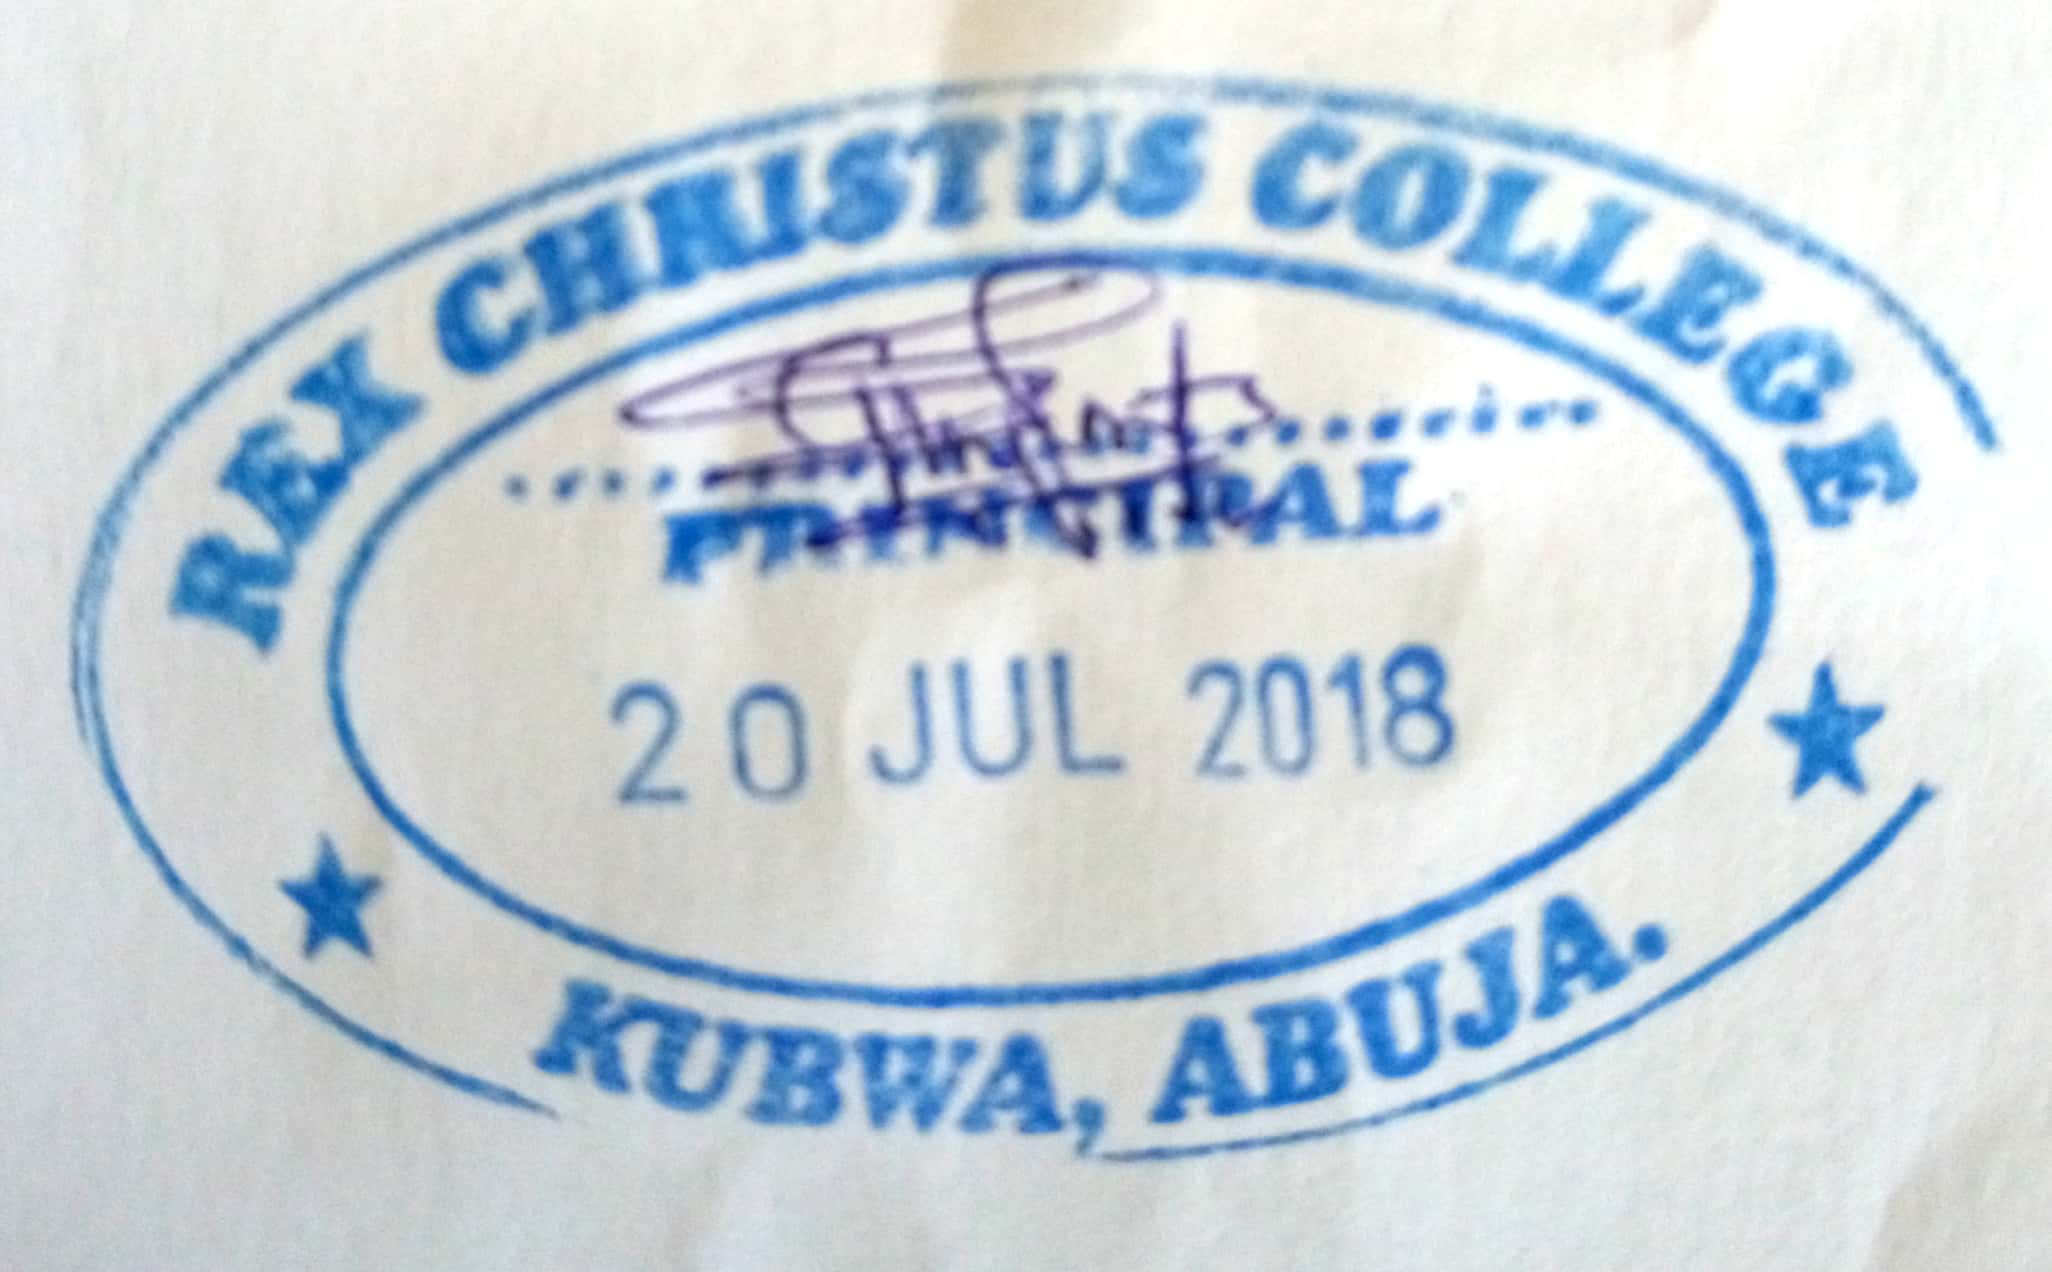 REX CHRISTUS COLLEGE
PRINCIPAL
20 JUL 2018
KUBWA, ABUJA.